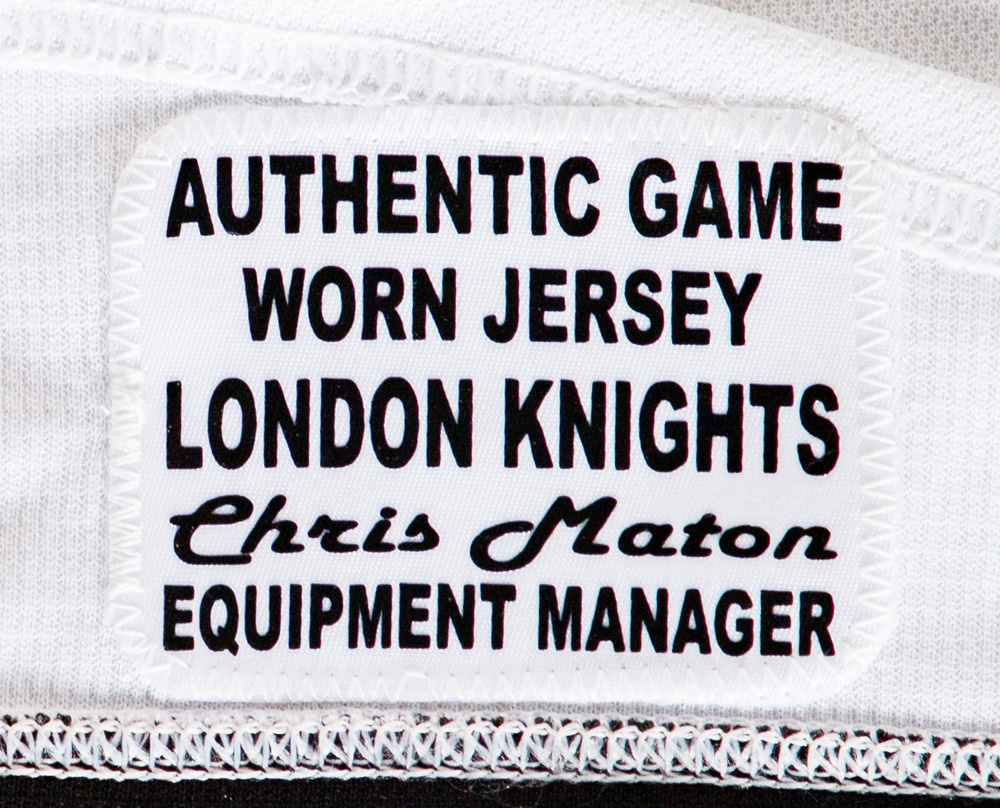 AUTHENTIC GAME
WORN JERSEY
LONDON KNIGHTS
Chris Maton
EQUIPMENT MANAGER